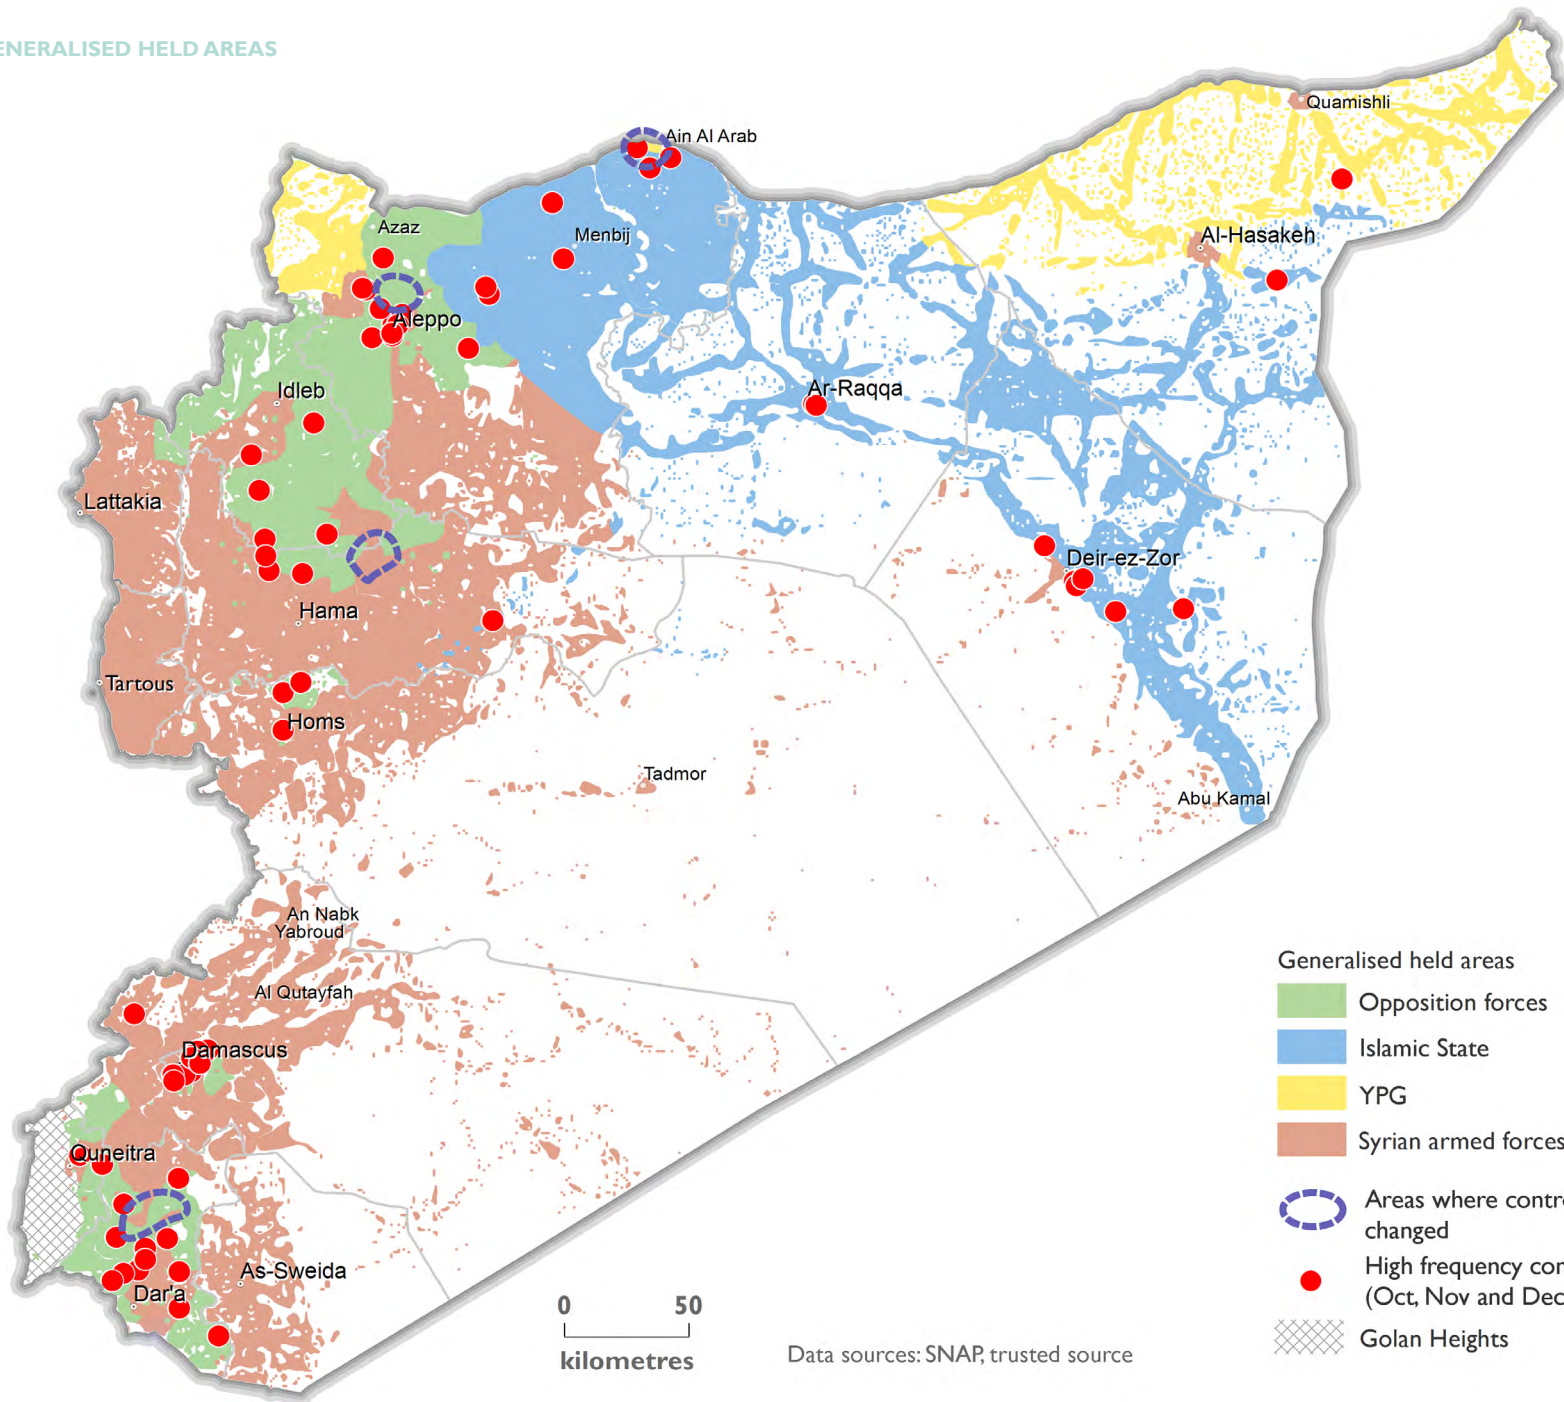 ENERALISED HELD AREAS
Quamishli
Ain Al Arab
Azaz
Menbij
Al-Hasakeh
Aleppo
Idleb
Ar-Raqqa
Lattakia
Deir-ez-Zor
Hama
Tartous
Homs
Tadmor
Abu Kamal
An Nabk
Yabroud
Al Qutayfah
Damascus
Quneitra
As-Sweida
Dar'a
0 50
kilometres
Data sources: SNAP, trusted source
Generalised held areas
Opposition forces
Islamic State
YPG
Syrian armed forces
Areas where contr
changed
High frequency con
(Oct, Nov and Dec
Golan Heights